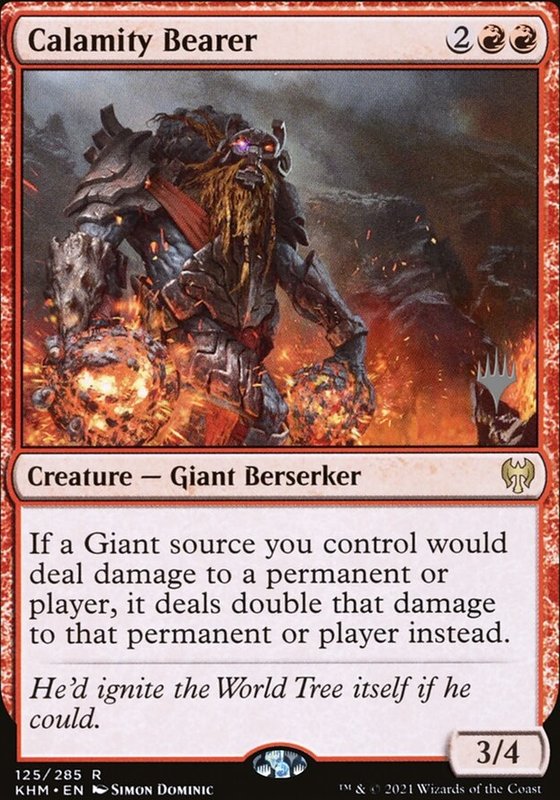 Calamity Bearer 2
Creature — Giant Berserker
If a Giant source you control would
deal damage to a permanent or
player, it deals double that damage
to that permanent or player instead.
He'd ignite the World Tree itself if he
could.
3/4
125/285 R
KHM • EN Simon Dominic
™ & © 2021 Wizards of the Coast